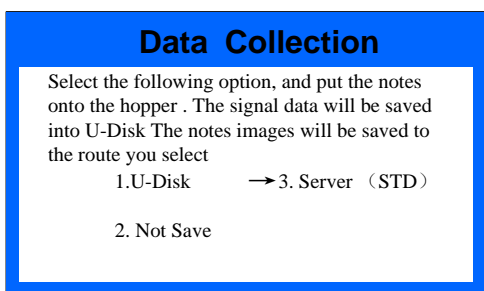 Data Collection
Select the following option, and put the notes
onto the hopper . The signal data will be saved
into U-Disk The notes images will be saved to
the route you select
1.U-Disk →3. Server （STD）
2. Not Save